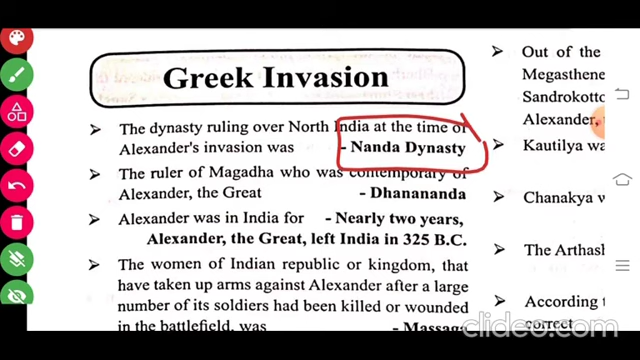 Greek Invasion
The dynasty ruling over North India at the time of
Alexander's invasion was - Nanda Dynasty
The ruler of Magadha who was contemporary of
Alexander, the Great - Dhanananda
Alexander was in India for - Nearly two years,
Alexander, the Great, left India in 325 B.C.
The women of Indian republic or kingdom, that
have taken up arms against Alexander after a large
number of its soldiers had been killed or wounded
in the battlefield, was - Massaga
Out of the
Megasthene
Sandrokotto
Alexander,
Kautilya wa
Chanakya w
The Arthash
According t
correct
clideo.com